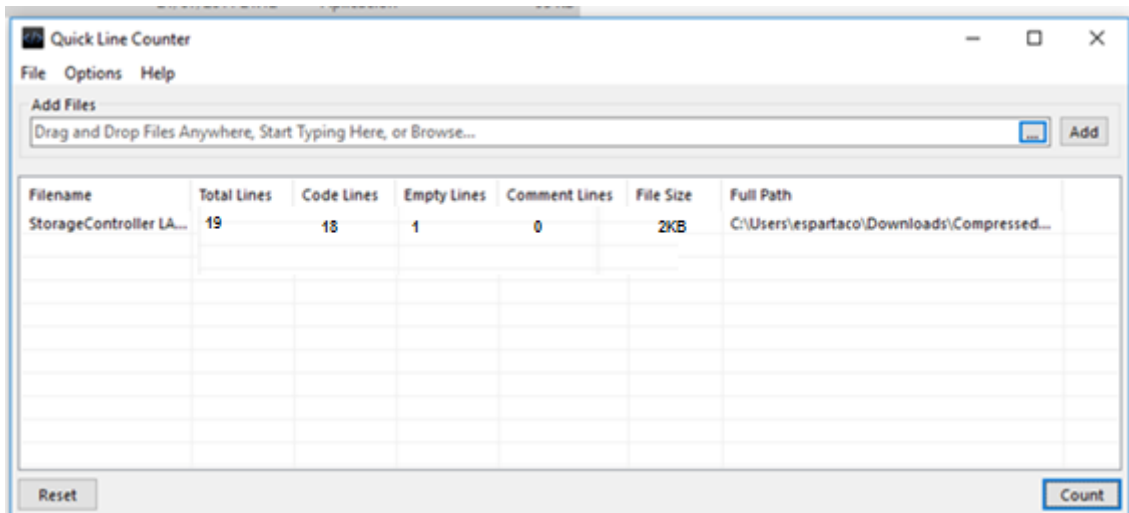 Quick Line Counter
File Options Help
Add Files
Drag and Drop Files Anywhere, Start Typing Here, or Browse... ... Add
Filename Total Lines Code Lines Empty Lines Comment Lines File Size Full Path
StorageController LA... 19 18 1 0 2KB C:\Users\espartaco\Downloads\Compressed...
Reset Count